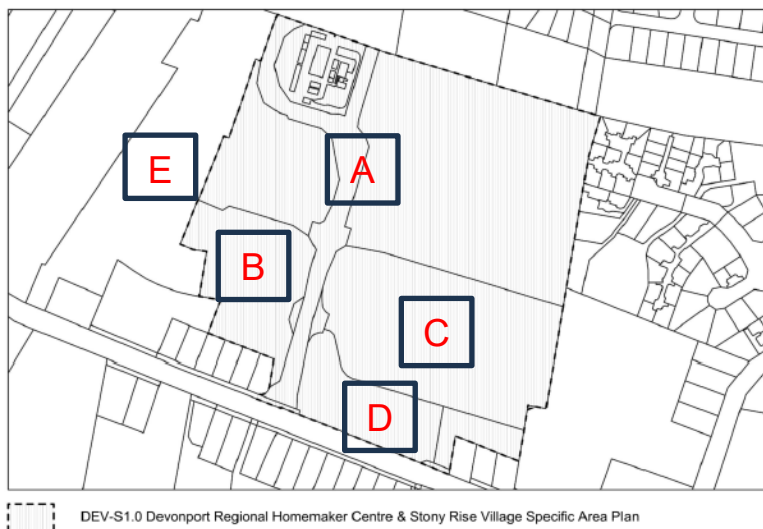 A
E
B
C
D
DEV-S1.0 Devonport Regional Homemaker Centre & Stony Rise Village Specific Area Plan